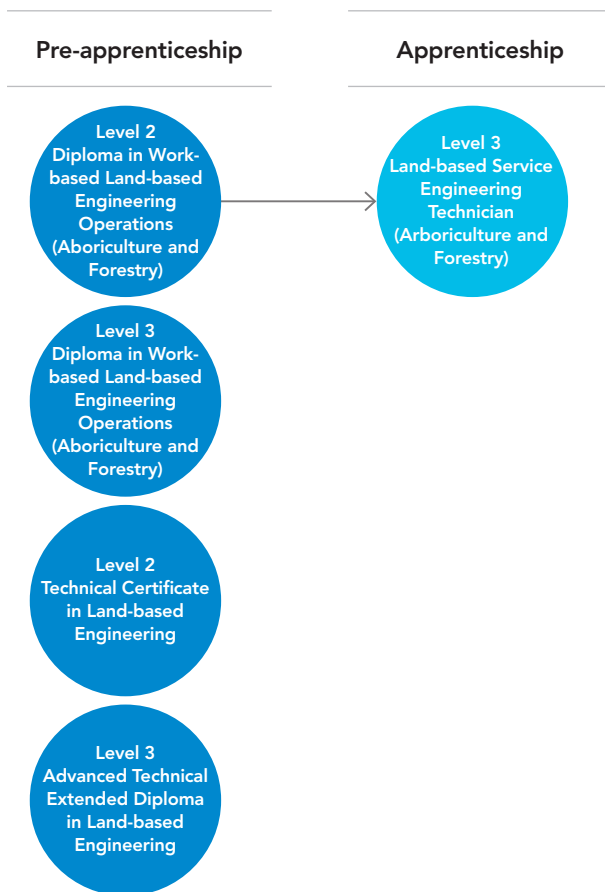 Pre-apprenticeship
Apprenticeship
Level 2
Diploma in Work-
based Land-based
Engineering
Operations
(Aboriculture and
Forestry)
Level 3
Land-based Service
Engineering
Technician
(Arboriculture and
Forestry)
Level 3
Diploma in Work-
based Land-based
Engineering
Operations
(Aboriculture and
Forestry)
Level 2
Technical Certificate
in Land-based
Engineering
Level 3
Advanced Technical
Extended Diploma
in Land-based
Engineering